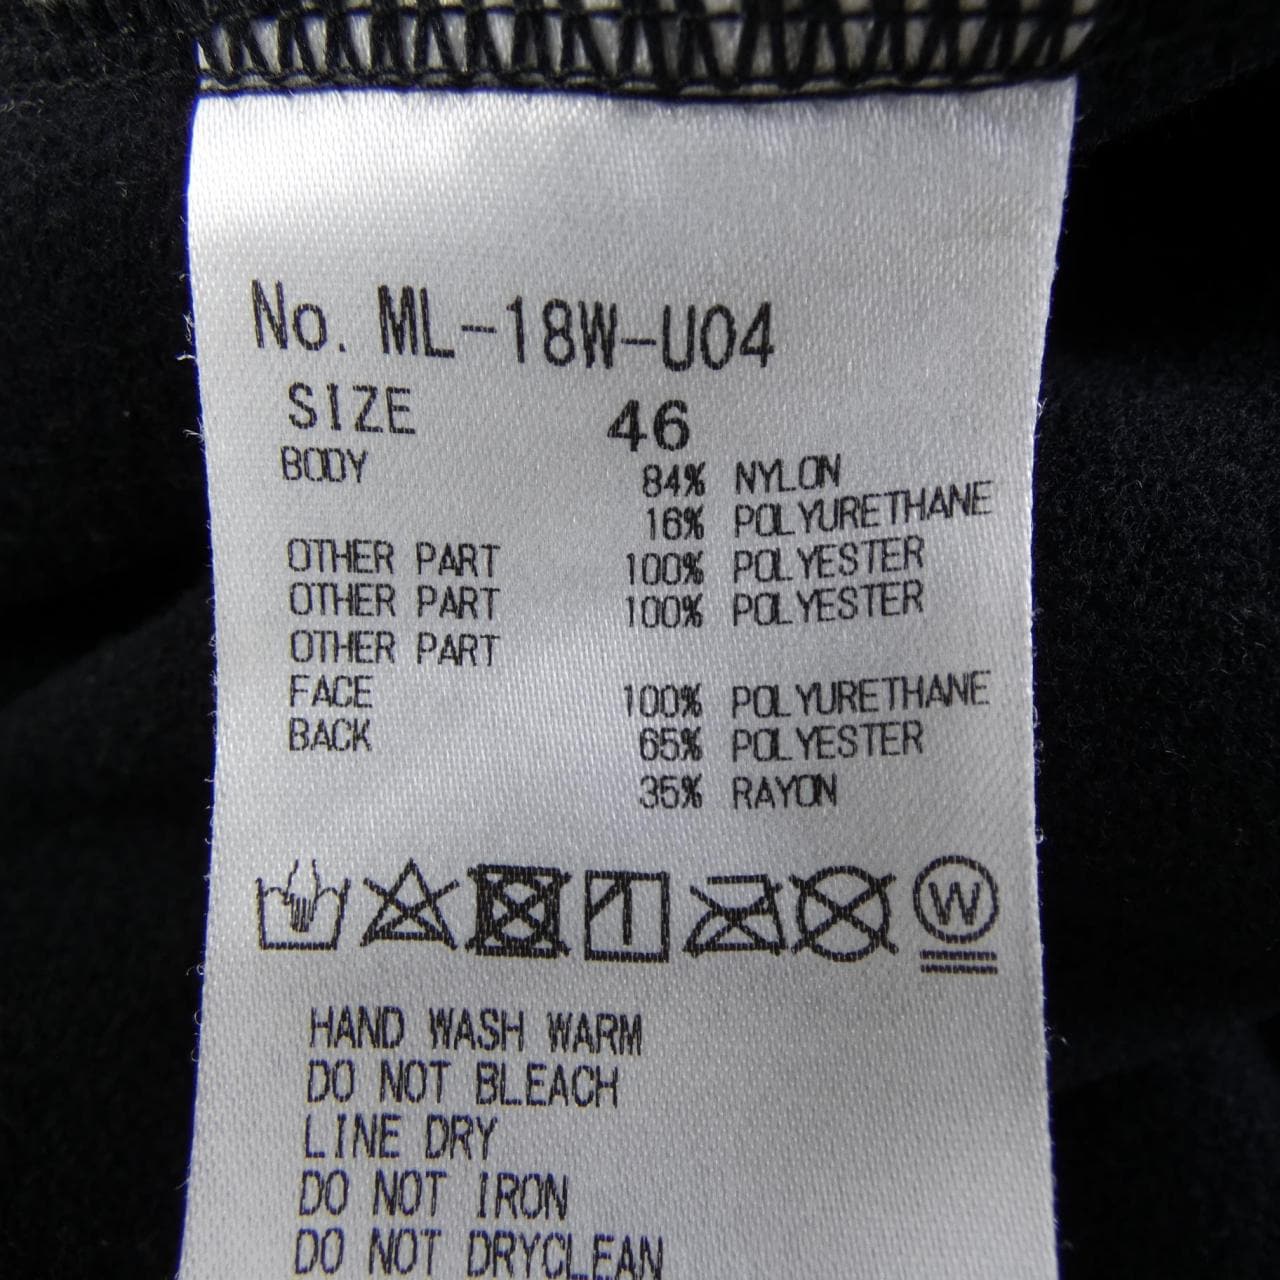 No. ML-18W-U04
SIZE 46
BODY 84% NYLON
16% POLYURETHANE
OTHER PART 100% POLYESTER
OTHER PART 100% POLYESTER
OTHER PART
FACE 100% POLYURETHANE
BACK 65% POLYESTER
35% RAYON
W
HAND WASH WARM
DO NOT BLEACH
LINE DRY
DO NOT IRON
DO NOT DRYCLEAN